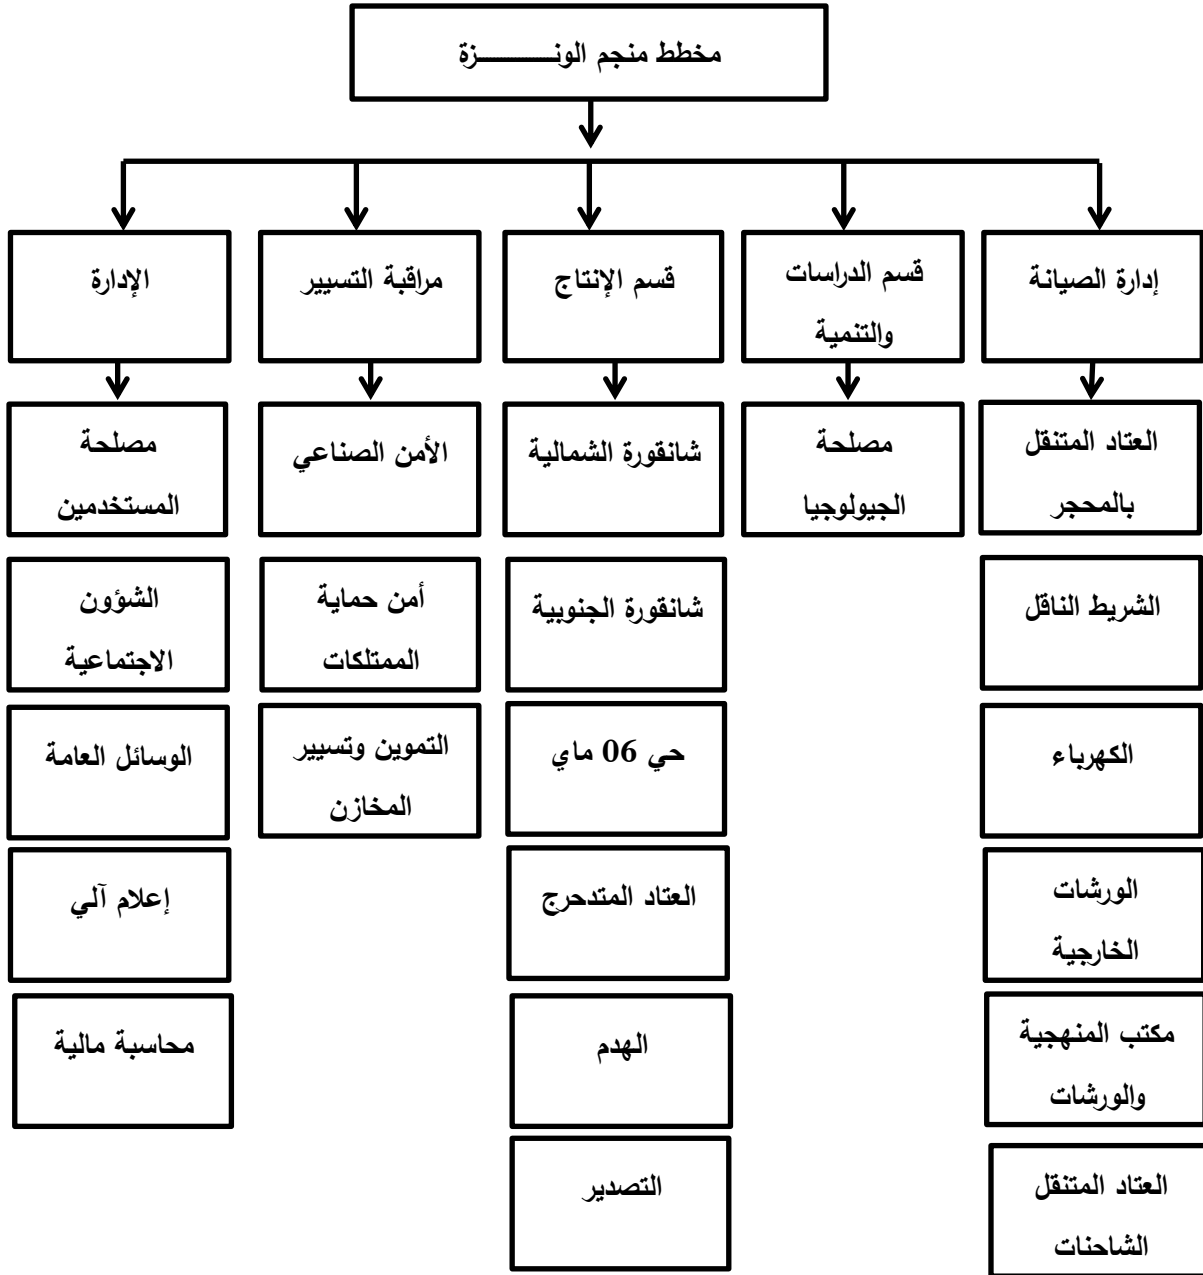 مخطط منجم الونــــــــزة
إدارة الصيانة
قسم الدراسات
والتنمية
قسم الإنتاج
مراقبة التسيير
الإدارة
العتاد المتنقل
بالمحجر
مصلحة
الجيولوجيا
شانقورة الشمالية
الأمن الصناعي
مصلحة
المستخدمين
الشريط الناقل
شانقورة الجنوبية
أمن حماية
الممتلكات
الشؤون
الاجتماعية
الكهرباء
حي 06 ماي
التموين وتسيير
المخازن
الوسائل العامة
الورشات
الخارجية
العتاد المتدحرج
إعلام آلي
مكتب المنهجية
والورشات
الهدم
محاسبة مالية
العتاد المتنقل
الشاحنات
التصدير